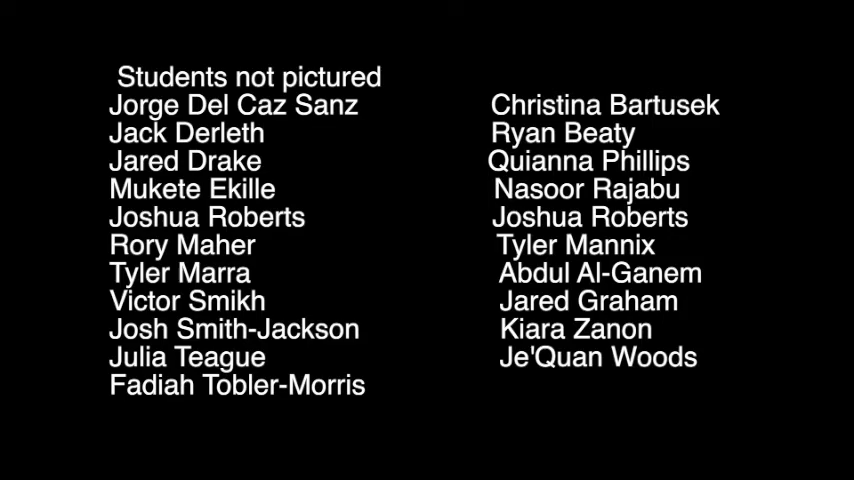 Students not pictured
Jorge Del Caz Sanz
Jack Derleth
Jared Drake
Mukete Ekille
Joshua Roberts
Rory Maher
Tyler Marra
Victor Smikh
Josh Smith-Jackson
Julia Teague
Fadiah Tobler-Morris
Christina Bartusek
Ryan Beaty
Quianna Phillips
Nasoor Rajabu
Joshua Roberts
Tyler Mannix
Abdul Al-Ganem
Jared Graham
Kiara Zanon
Je'Quan Woods